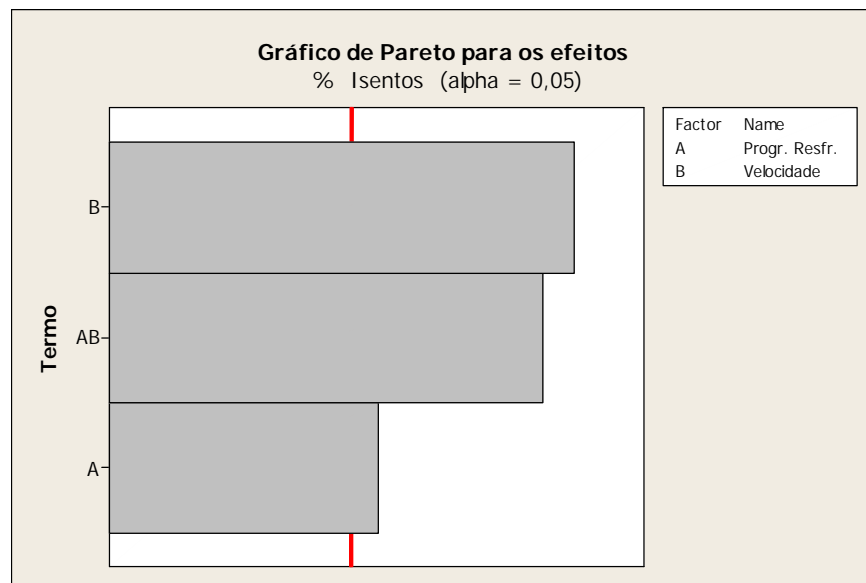 Gráfico de Pareto para os efeitos
% Isentos (alpha = 0,05)
Factor Name
A Progr. Resfr.
B Velocidade
Termo
B
AB
A